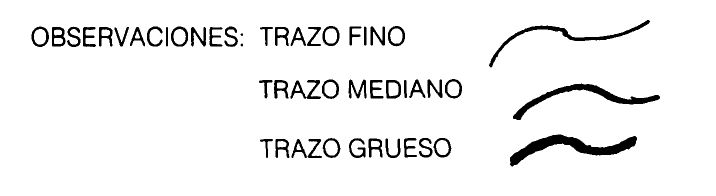 OBSERVACIONES: TRAZO FINO
TRAZO MEDIANO
TRAZO GRUESO